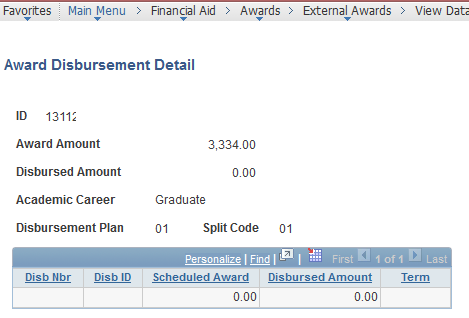 Favorites Main Menu > Financial Aid > Awards > External Awards > View Data
Award Disbursement Detail
ID 13112
Award Amount 3,334.00
Disbursed Amount 0.00
Academic Career Graduate
Disbursement Plan 01 Split Code 01
Personalize | Find | | First 1 of 1 Last
Disb Nbr Disb ID Scheduled Award Disbursed Amount Term
0.00 0.00